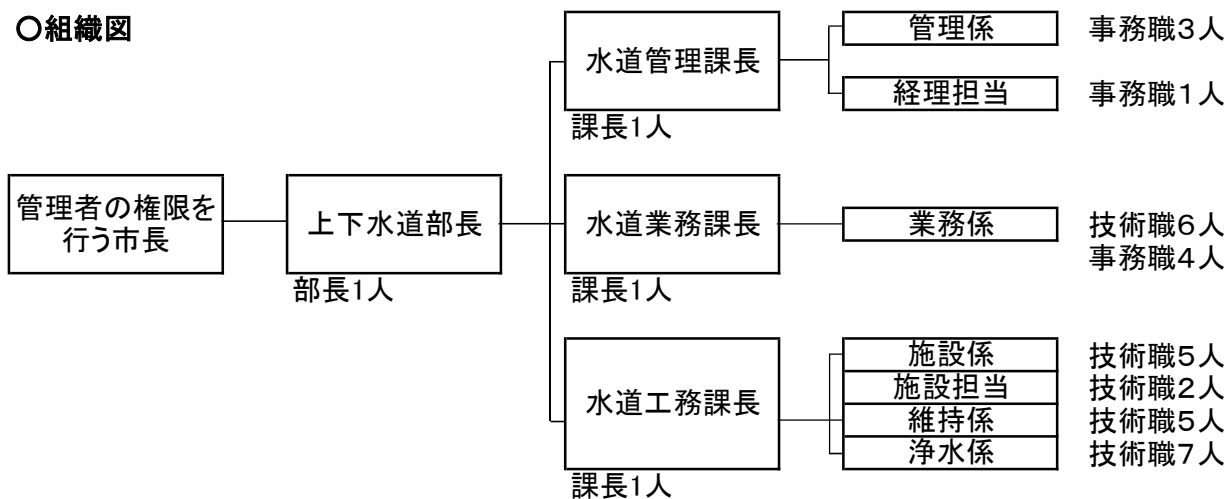 〇組織図
管理者の権限を
行う市長
上下水道部長
部長1人
水道管理課長
課長1人
管理係 事務職3人
経理担当 事務職1人
水道業務課長
課長1人
業務係 技術職6人
事務職4人
水道工務課長
課長1人
施設係 技術職5人
施設担当 技術職2人
維持係 技術職5人
浄水係 技術職7人